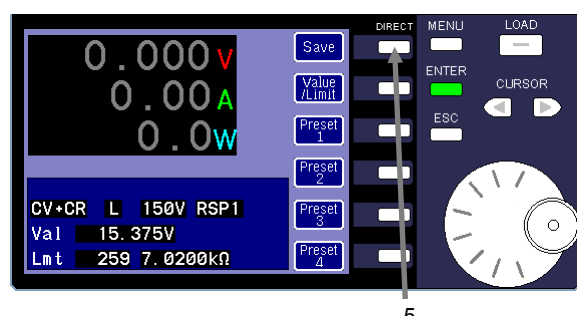 DIRECT MENU LOAD
0.000V
0.00A
0.0W
Save
Value
/Limit
Preset
1
Preset
2
Preset
3
Preset
4
ENTER
CURSOR
ESC
CV+CR L 150V RSP1
Val 15.375V
Lmt 259 7.0200kΩ
5